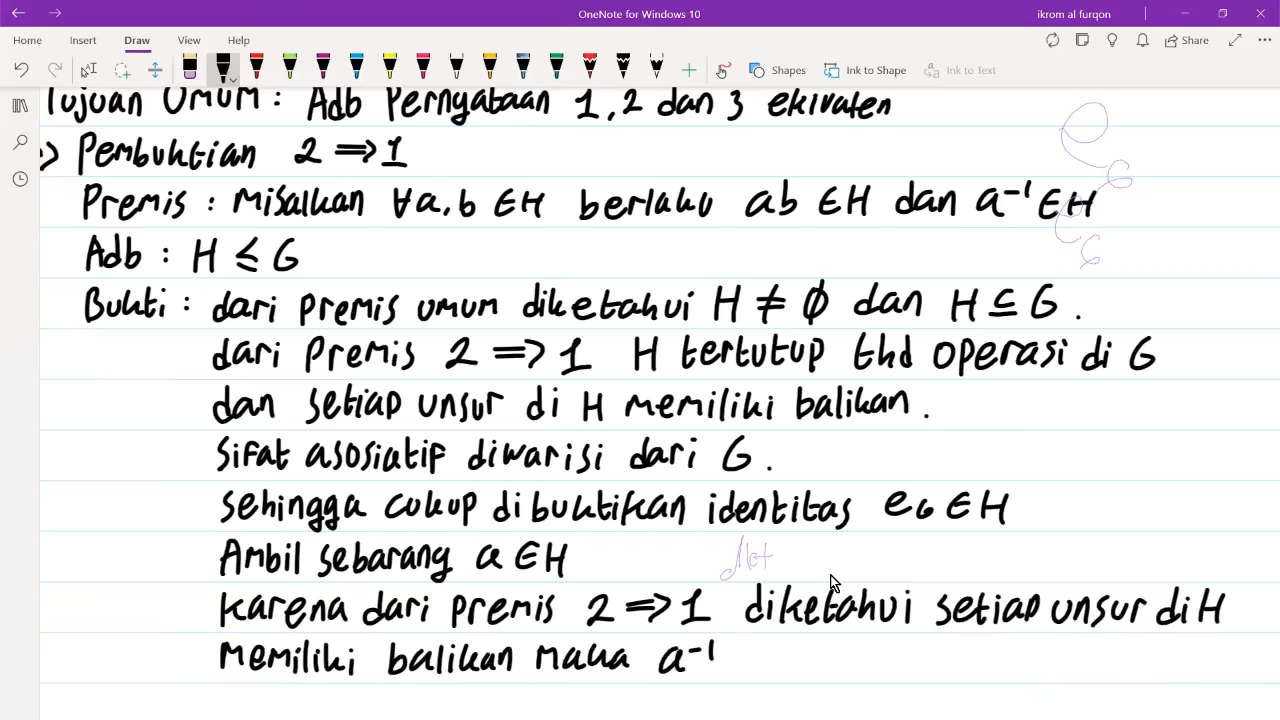 OneNote for Windows 10
ikrom al furqon
Home Insert Draw View Help
Share
Shapes Ink to Shape Ink to Text
Tujuan Umum : Adb Pernyataan 1, 2 dan 3 ekivalen
=> Pembuktian 2 => 1
Premis : Misalkan ∀a,b ∈ H berlaku ab ∈ H dan a⁻¹ ∈ H
Adb : H ≤ G
Bukti : dari premis umum diketahui H ≠ ∅ dan H ⊆ G .
dari Premis 2 => 1 H tertutup thd operasi di G
dan setiap unsur di H memiliki balikan .
Sifat asosiatif diwarisi dari G .
Sehingga cukup dibuktikan identitas e_G ∈ H
Ambil sebarang a ∈ H
Karena dari premis 2 => 1 diketahui setiap unsur di H
Memiliki balikan maka a⁻¹